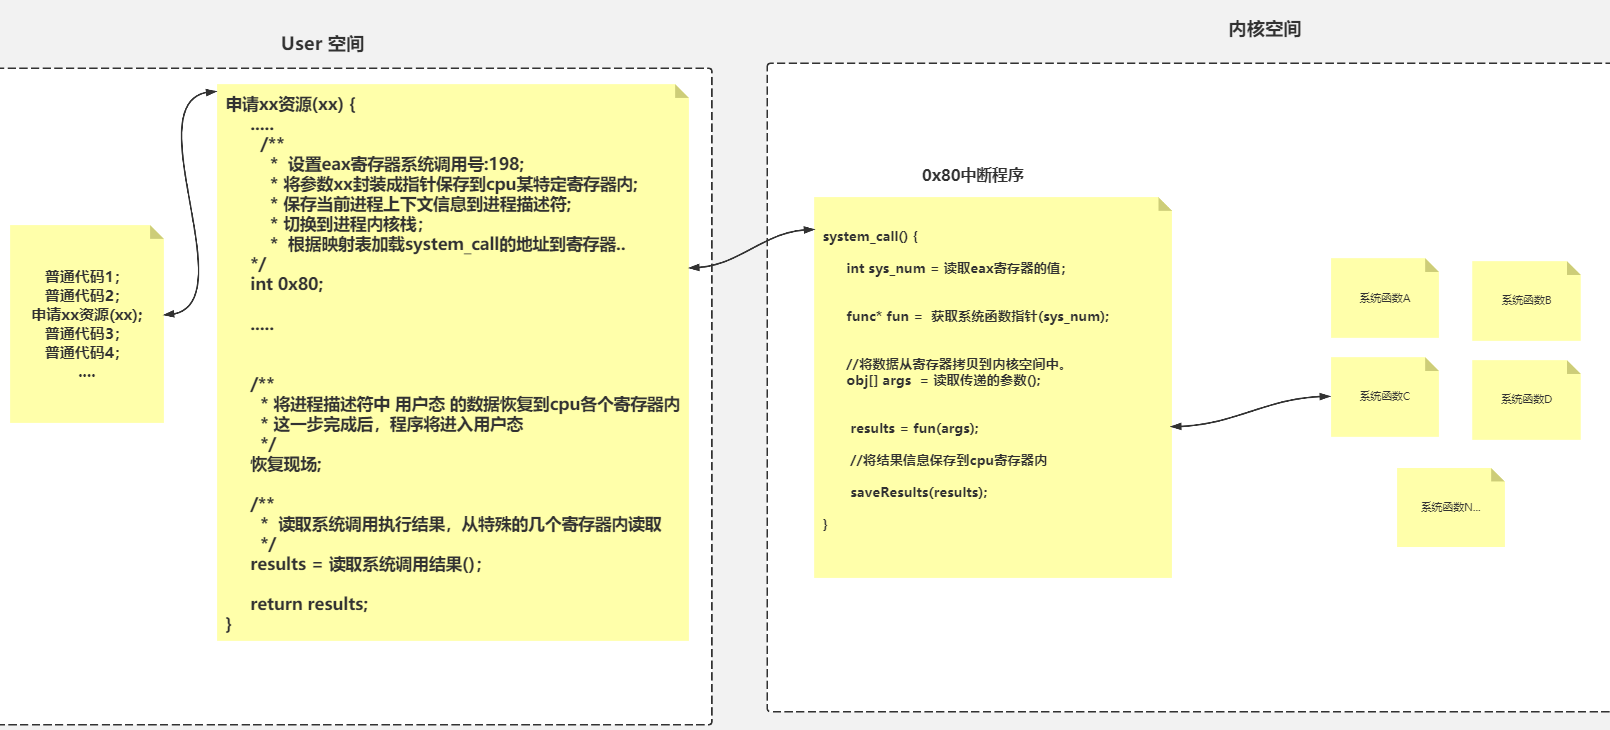 User 空间
内核空间
普通代码1；
普通代码2；
申请xx资源(xx);
普通代码3；
普通代码4；
....
申请xx资源(xx) {
.....
/**
* 设置eax寄存器系统调用号:198;
* 将参数xx封装成指针保存到cpu某特定寄存器内;
* 保存当前进程上下文信息到进程描述符;
* 切换到进程内核栈；
* 根据映射表加载system_call的地址到寄存器..
*/
int 0x80;
.....
/**
* 将进程描述符中 用户态 的数据恢复到cpu各个寄存器内
* 这一步完成后，程序将进入用户态
*/
恢复现场;
/**
* 读取系统调用执行结果，从特殊的几个寄存器内读取
*/
results = 读取系统调用结果();
return results;
}
0x80中断程序
system_call() {
int sys_num = 读取eax寄存器的值；
func* fun = 获取系统函数指针(sys_num);
//将数据从寄存器拷贝到内核空间中。
obj[] args = 读取传递的参数();
results = fun(args);
//将结果信息保存到cpu寄存器内
saveResults(results);
}
系统函数A
系统函数B
系统函数C
系统函数D
系统函数N...